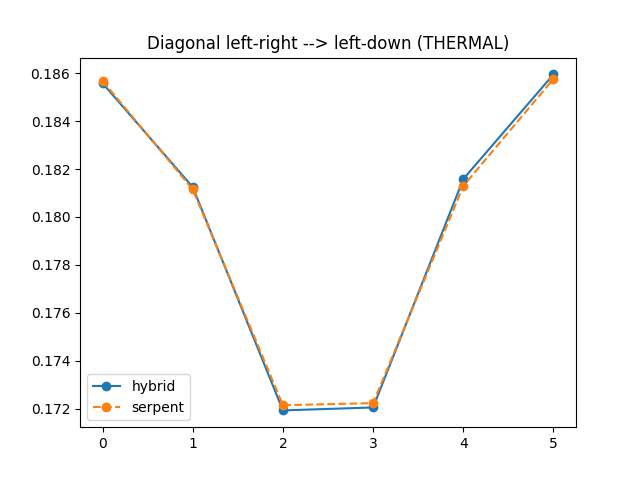 Diagonal left-right --> left-down (THERMAL)
0.186
0.184
0.182
0.180
0.178
0.176
0.174
0.172
hybrid
serpent
0 1 2 3 4 5